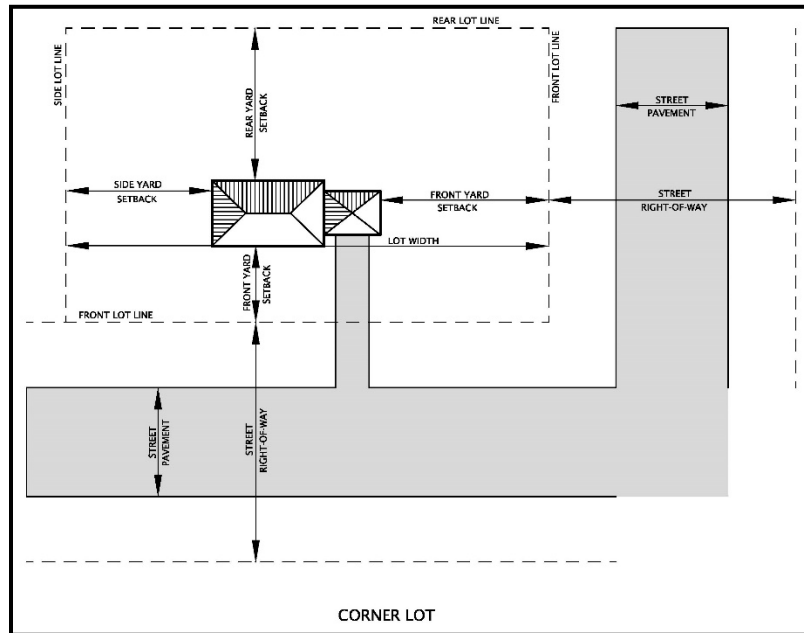 REAR LOT LINE
SIDE LOT LINE
FRONT LOT LINE
REAR YARD
SETBACK
STREET
PAVEMENT
SIDE YARD
SETBACK
FRONT YARD
SETBACK
STREET
RIGHT-OF-WAY
LOT WIDTH
FRONT YARD
SETBACK
FRONT LOT LINE
STREET
PAVEMENT
STREET
RIGHT-OF-WAY
CORNER LOT